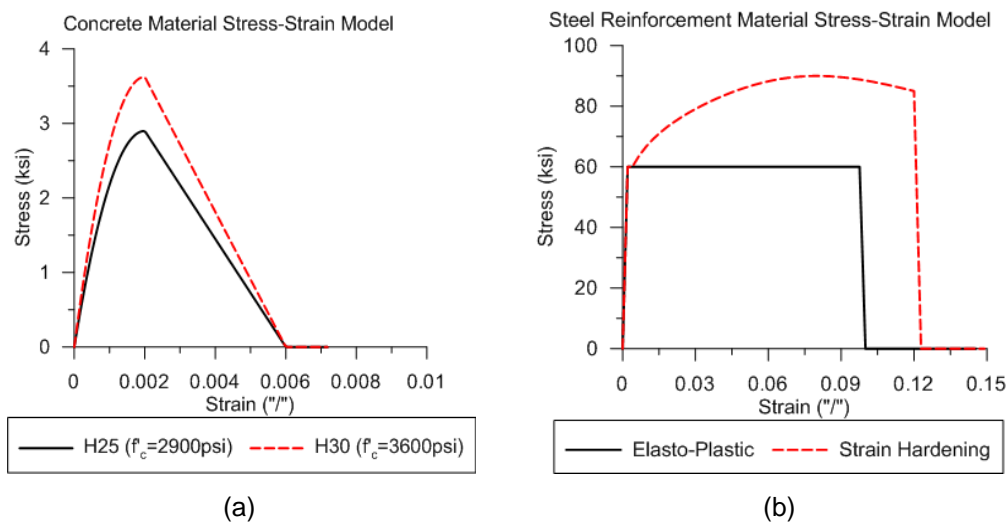 Concrete Material Stress-Strain Model
4
3
2
1
0
Stress (ksi)
0 0.002 0.004 0.006 0.008 0.01
Strain ("/")
H25 (f'c=2900psi) H30 (f'c=3600psi)
(a)
Steel Reinforcement Material Stress-Strain Model
100
80
60
40
20
0
Stress (ksi)
0 0.03 0.06 0.09 0.12 0.15
Strain ("/")
Elasto-Plastic Strain Hardening
(b)